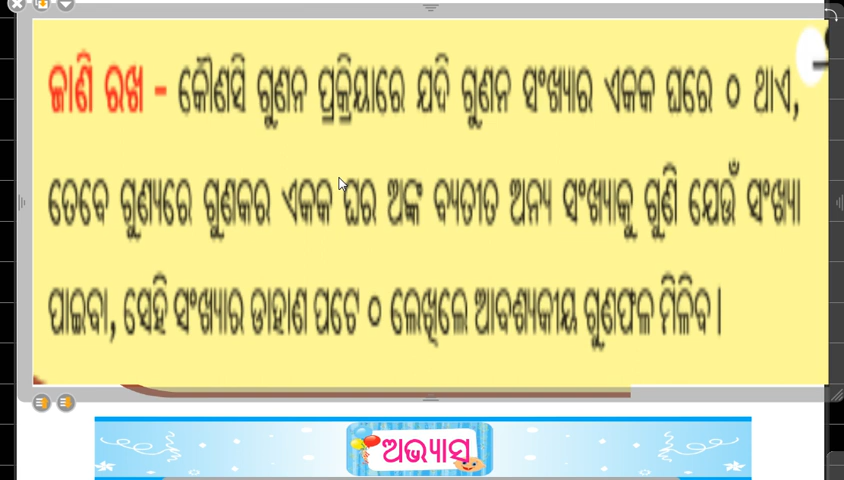 ଜାଣି ରଖ - କୌଣସି ଗୁଣନ ପ୍ରକ୍ରିୟାରେ ଯଦି ଗୁଣନ ସଂଖ୍ୟାର ଏକକ ଘରେ ୦ ଥାଏ,
ତେବେ ଗୁଣ୍ୟରେ ଗୁଣକର ଏକକ ଘର ଅଙ୍କ ବ୍ୟତୀତ ଅନ୍ୟ ସଂଖ୍ୟାକୁ ଗୁଣି ଯେଉଁ ସଂଖ୍ୟା
ପାଇବା, ସେହି ସଂଖ୍ୟାର ଡାହାଣ ପଟେ ୦ ଲେଖିଲେ ଆବଶ୍ୟକୀୟ ଗୁଣଫଳ ମିଳିବ।
ଅଭ୍ୟାସ